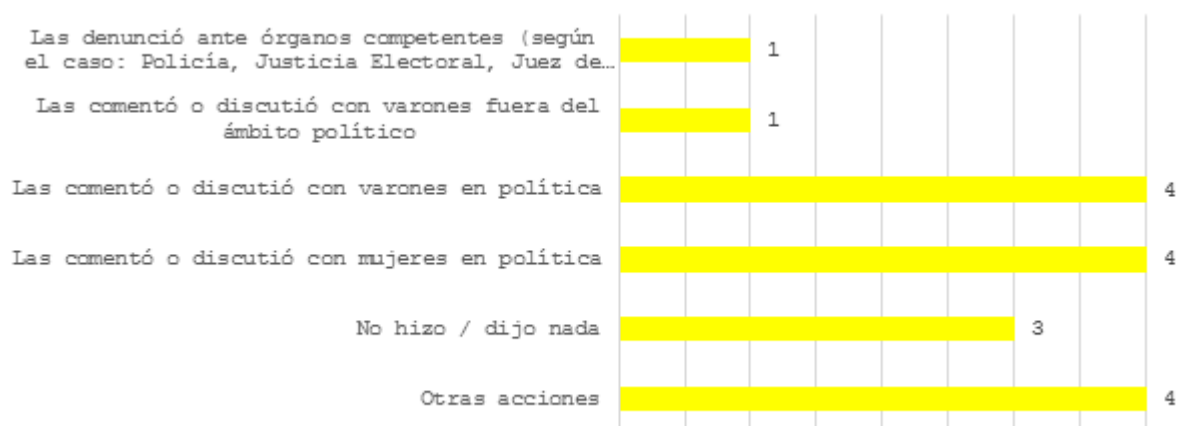 Las denunció ante órganos competentes (según
el caso: Policía, Justicia Electoral, Juez de…
1
Las comentó o discutió con varones fuera del
ámbito político
1
Las comentó o discutió con varones en política
4
Las comentó o discutió con mujeres en política
4
No hizo / dijo nada
3
Otras acciones
4